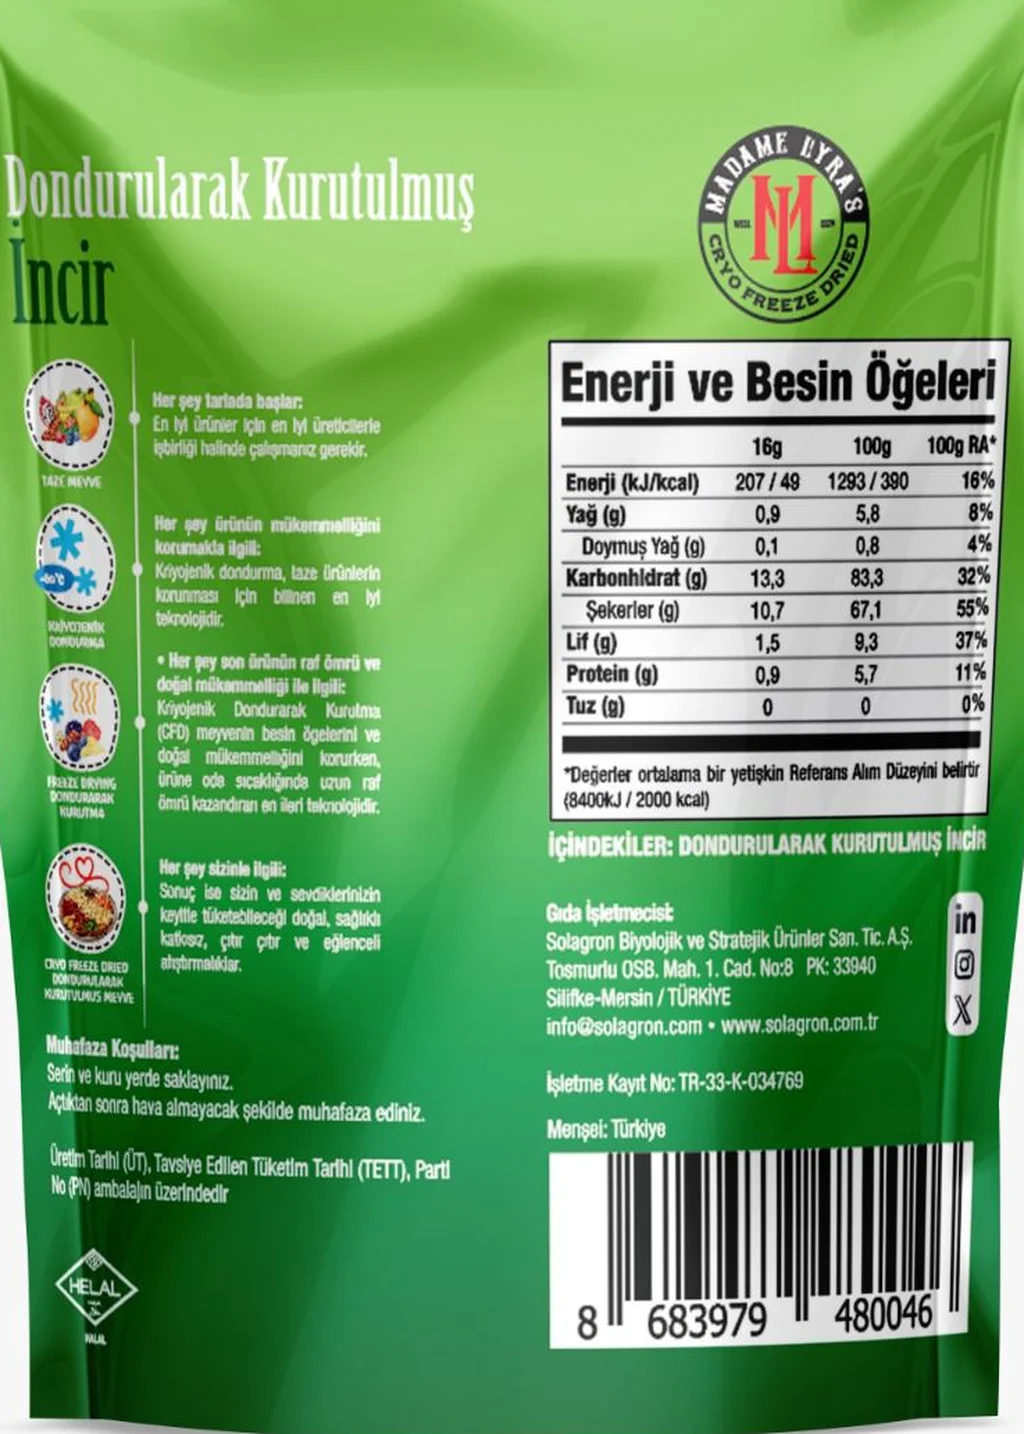 Dondurularak Kurutulmuş
İncir
MADAME LYRA'S
ML
CRYO FREEZE DRIED
TAZE MEYVE
Her şey tarlada başlar:
En iyi ürünler için en iyi üreticilerle
işbirliği halinde çalışmanız gerekir.
KRİYOJENİK
DONDURMA
Her şey ürünün mükemmelliğini
korumakla ilgili:
Kriyojenik dondurma, taze ürünlerin
korunması için bilinen en iyi
teknolojidir.
FREEZE DRYING
DONDURARAK
KURUTMA
• Her şey son ürünün raf ömrü ve
doğal mükemmelliği ile ilgili:
Kriyojenik Dondurarak Kurutma
(CFD) meyvenin besin ögelerini ve
doğal mükemmelliğini korurken,
ürüne oda sıcaklığında uzun raf
ömrü kazandıran en ileri teknolojidir.
CRYO FREEZE DRIED
DONDURULARAK
KURUTULMUŞ MEYVE
Her şey sizinle ilgili:
Sonuç ise sizin ve sevdiklerinizin
keyifle tüketebileceği doğal, sağlıklı
katkısız, çıtır çıtır ve eğlenceli
atıştırmalıklar.
Muhafaza Koşulları:
Serin ve kuru yerde saklayınız.
Açtıktan sonra hava almayacak şekilde muhafaza ediniz.
Üretim Tarihi (ÜT), Tavsiye Edilen Tüketim Tarihi (TETT), Parti
No (PN) ambalajın üzerindedir
HELAL
HALAL
Enerji ve Besin Öğeleri
16g 100g 100g RA*
Enerji (kJ/kcal) 207 / 49 1293 / 390 16%
Yağ (g) 0,9 5,8 8%
Doymuş Yağ (g) 0,1 0,8 4%
Karbonhidrat (g) 13,3 83,3 32%
Şekerler (g) 10,7 67,1 55%
Lif (g) 1,5 9,3 37%
Protein (g) 0,9 5,7 11%
Tuz (g) 0 0 0%
*Değerler ortalama bir yetişkin Referans Alım Düzeyini belirtir
(8400kJ / 2000 kcal)
İÇİNDEKİLER: DONDURULARAK KURUTULMUŞ İNCİR
Gıda İşletmecisi:
Solagron Biyolojik ve Stratejik Ürünler San. Tic. A.Ş.
Tosmurlu OSB. Mah. 1. Cad. No:8 PK: 33940
Silifke-Mersin / TÜRKİYE
info@solagron.com • www.solagron.com.tr
in
X
İşletme Kayıt No: TR-33-K-034769
Menşei: Türkiye
8 683979 480046